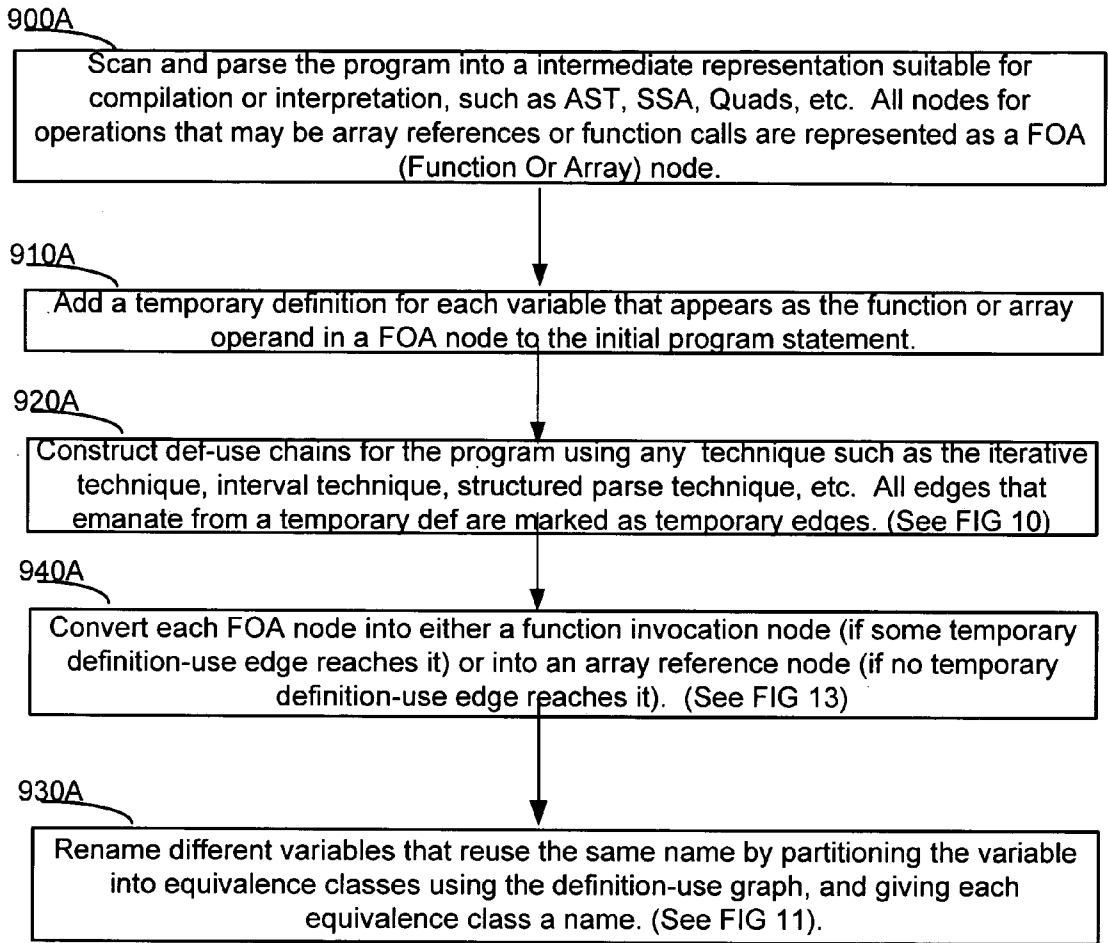 900A
Scan and parse the program into a intermediate representation suitable for
compilation or interpretation, such as AST, SSA, Quads, etc. All nodes for
operations that may be array references or function calls are represented as a FOA
(Function Or Array) node.
910A
Add a temporary definition for each variable that appears as the function or array
operand in a FOA node to the initial program statement.
920A
Construct def-use chains for the program using any technique such as the iterative
technique, interval technique, structured parse technique, etc. All edges that
emanate from a temporary def are marked as temporary edges. (See FIG 10)
940A
Convert each FOA node into either a function invocation node (if some temporary
definition-use edge reaches it) or into an array reference node (if no temporary
definition-use edge reaches it). (See FIG 13)
930A
Rename different variables that reuse the same name by partitioning the variable
into equivalence classes using the definition-use graph, and giving each
equivalence class a name. (See FIG 11).